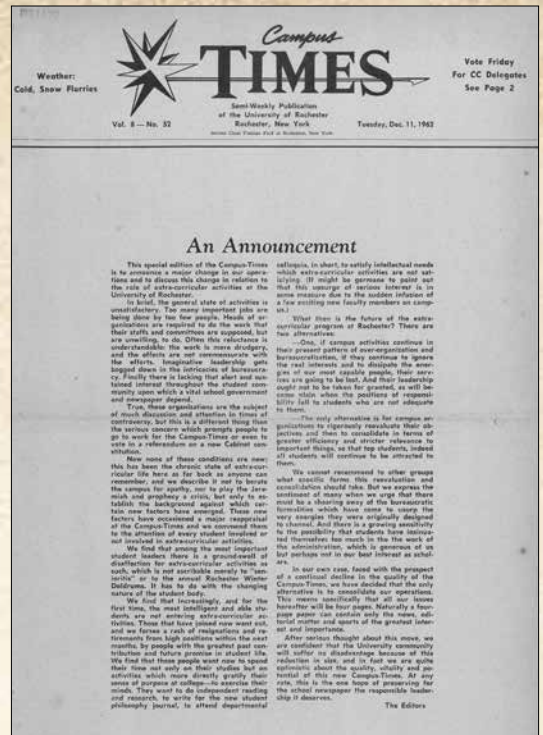 Weather:
Cold, Snow Flurries
Campus
TIMES
Semi-Weekly Publication
of the University of Rochester
Rochester, New York
Vol. 8 — No. 32
Tuesday, Dec. 11, 1962
Vote Friday
For CC Delegates
See Page 2
An Announcement
This special edition of the Campus-Times
is to announce a major change in our opera-
tions and to discuss this change in relation to
the role of extra-curricular activities at the
University of Rochester.
In brief, the general state of activities is
unsatisfactory. Too many important jobs are
being done by too few people. Heads of or-
ganizations are required to do the work that
their staffs and committees are supposed, but
are unwilling, to do. Often this reluctance is
understandable: the work is mere drudgery,
and the effects are not commensurate with
the efforts. Imaginative leadership gets
bogged down in the intricacies of bureaucra-
cy. Finally there is lacking that alert and sus-
tained interest throughout the student com-
munity upon which a vital school government
and newspaper depend.
True, these organizations are the subject
of much discussion and attention in times of
controversy, but this is a different thing than
the serious concern which prompts people to
go to work for the Campus-Times or even to
vote in a referendum on a new Cabinet con-
stitution.
Now none of these conditions are new;
this has been the chronic state of extra-cur-
ricular life here as far back as anyone can
remember, and we describe it not to berate
the campus for apathy, nor to play the Jere-
miah and prophecy a crisis, but only to es-
tablish the background against which cer-
tain new factors have emerged. These new
factors have occasioned a major reappraisal
of the Campus-Times and we commend them
to the attention of every student involved or
not involved in extra-curricular activities.
We find that among the most important
student leaders there is a ground-swell of
disaffection for extra-curricular activities as
such, which is not ascribable merely to "sen-
ioritis" or to the annual Rochester Winter
Doldrums. It has to do with the changing
nature of the student body.
We find that increasingly, and for the
first time, the most intelligent and able stu-
dents are not entering extra-curricular ac-
tivities. Those that have joined now want out,
and we forsee a rash of resignations and re-
tirements from high positions within the next
months, by people with the greatest past con-
tribution and future promise in student life.
We find that these people want now to spend
their time not only on their studies but on
activities which more directly gratify their
sense of purpose at college—to exercise their
minds. They want to do independent reading
and research, to write for the new student
philosophy journal, to attend departmental
colloquia, in short, to satisfy intellectual needs
which extra-curricular activities are not sat-
isfying. (It might be germane to point out
that this upsurge of serious interest is in
some measure due to the sudden infusion of
a few exciting new faculty members on camp-
us.)
What then is the future of the extra-
curricular program at Rochester? There are
two alternatives:
—One, if campus activities continue in
their present pattern of over-organization and
bureaucratization, if they continue to ignore
the real interests and to dissipate the ener-
gies of our most capable people, their serv-
ices are going to be lost. And their leadership
ought not to be taken for granted, as will be-
come plain when the positions of responsi-
bility fall to students who are not adequate
to them.
—The only alternative is for campus or-
ganizations to rigorously reevaluate their ob-
jectives and then to consolidate in terms of
greater efficiency and stricter relevance to
important things, so that top students, indeed
all students will continue to be attracted to
them.
We cannot recommend to other groups
what specific forms this reevaluation and
consolidation should take. But we express the
sentiment of many when we urge that there
must be a shearing away of the bureaucratic
formalities which have come to usurp the
very energies they were originally designed
to channel. And there is a growing sensitivity
to the possibility that students have insinua-
ted themselves too much in the work of
the administration, which is generous of us
but perhaps not in our best interest as schol-
ars.
In our own case, faced with the prospect
of a continual decline in the quality of the
Campus-Times, we have decided that the only
alternative is to consolidate our operations.
This means specifically that all our issues
hereafter will be four pages. Naturally a four-
page paper can contain only the news, edi-
torial matter and sports of the greatest inter-
est and importance.
After serious thought about this move, we
are confident that the University community
will suffer no disadvantage because of this
reduction in size, and in fact we are quite
optimistic about the quality, vitality and po-
tential of this new Campus-Times. At any
rate, this is the one hope of preserving for
the school newspaper the responsible leader-
ship it deserves.
The Editors